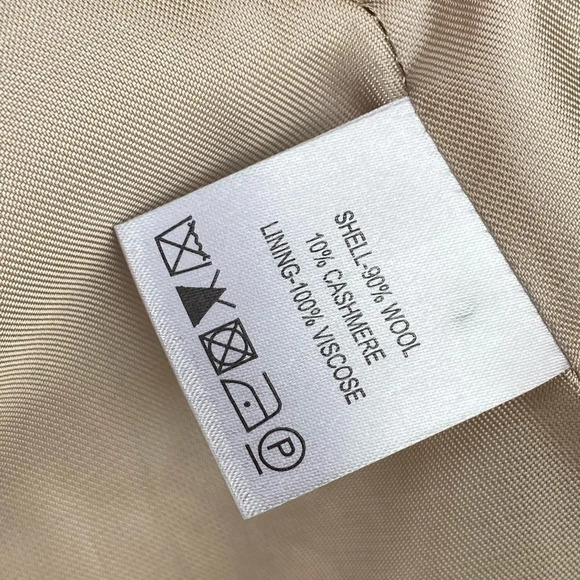 SHELL-90% WOOL
10% CASHMERE
LINING-100% VISCOSE
P